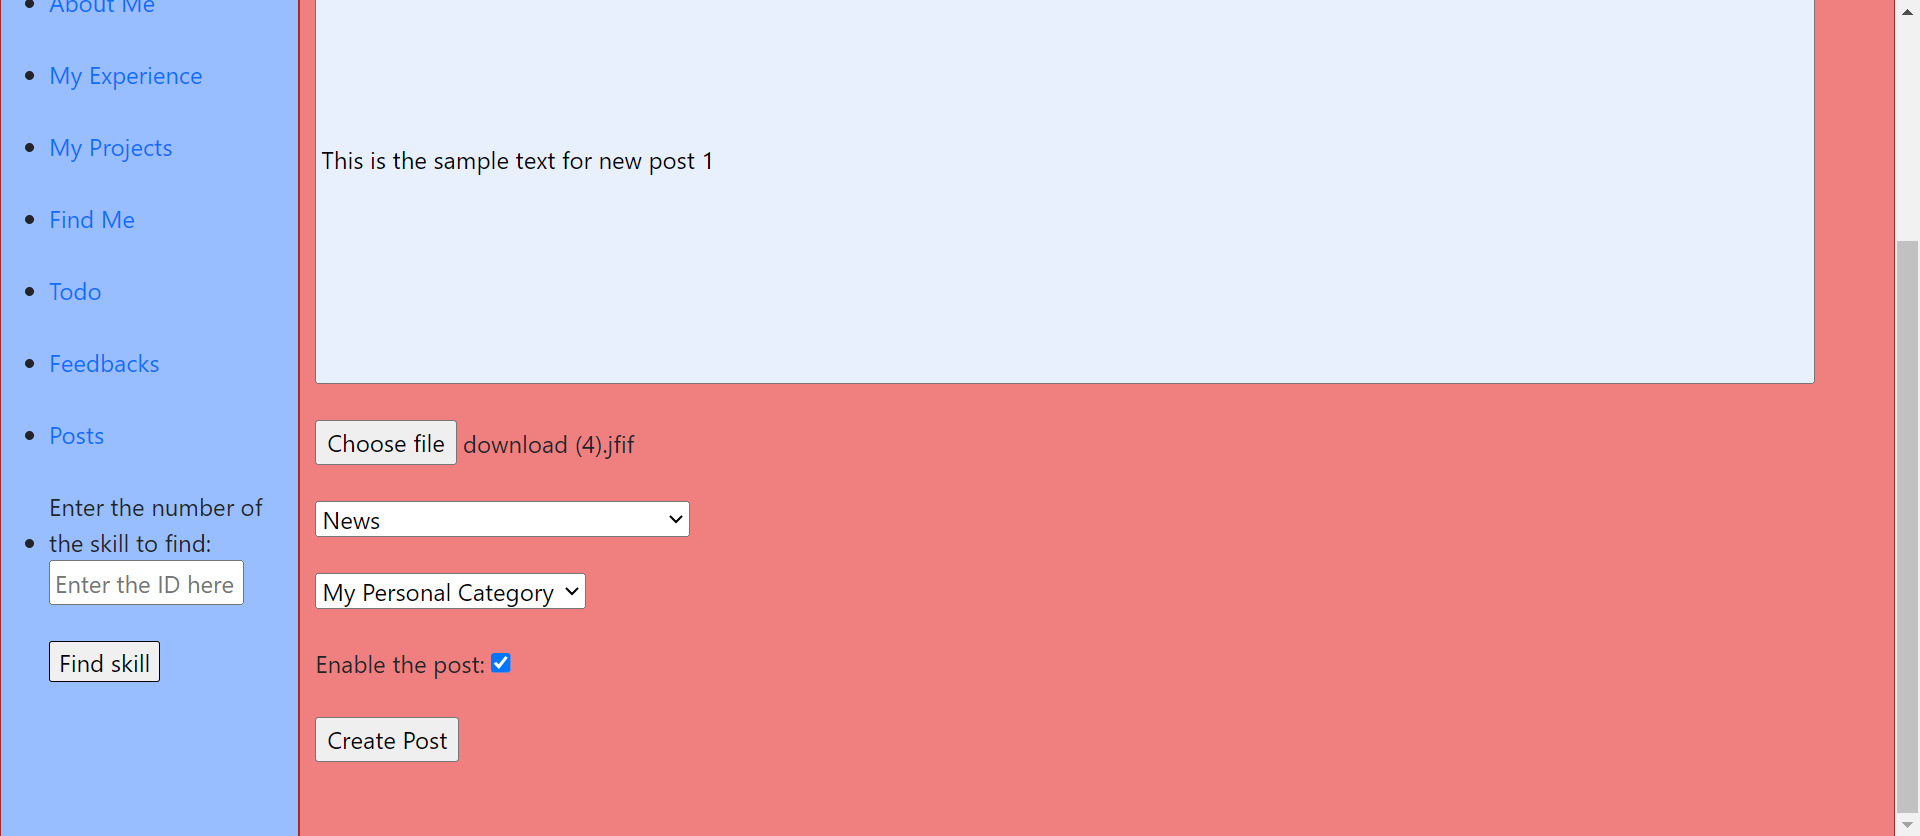 About Me
My Experience
My Projects
Find Me
Todo
Feedbacks
Posts
Enter the number of
the skill to find:
Enter the ID here
Find skill
This is the sample text for new post 1
Choose file download (4).jfif
News
My Personal Category
Enable the post:
Create Post